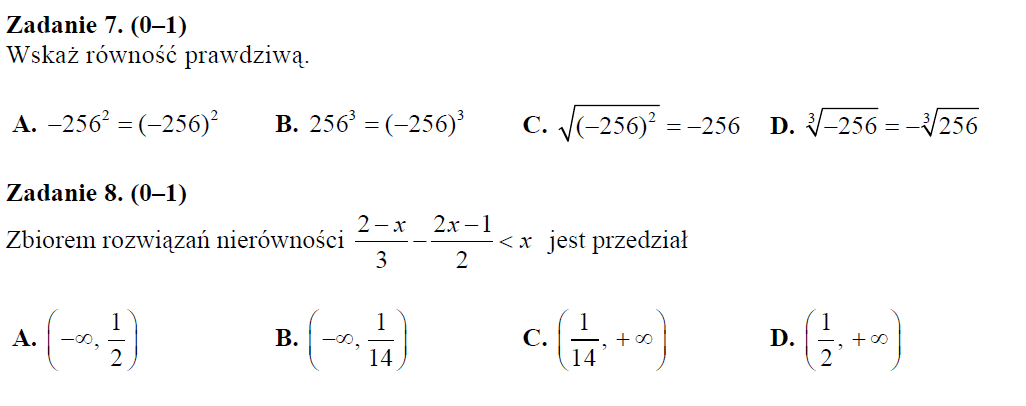 Zadanie 7. (0–1)
Wskaż równość prawdziwą.
A. −256² = (−256)² B. 256³ = (−256)³ C. √(−256)² = −256 D. ∛−256 = −∛256
Zadanie 8. (0–1)
Zbiorem rozwiązań nierówności (2 − x)/3 − (2x − 1)/2 < x jest przedział
A. (−∞, 1/2) B. (−∞, 1/14) C. (1/14, +∞) D. (1/2, +∞)